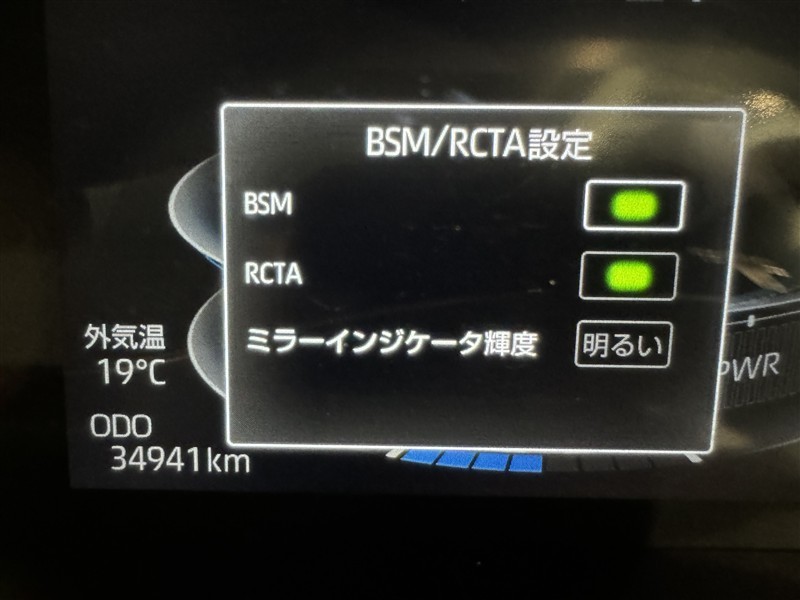 BSM/RCTA設定
BSM
RCTA
ミラーインジケータ輝度 明るい
外気温
19℃
PWR
ODO
34941km